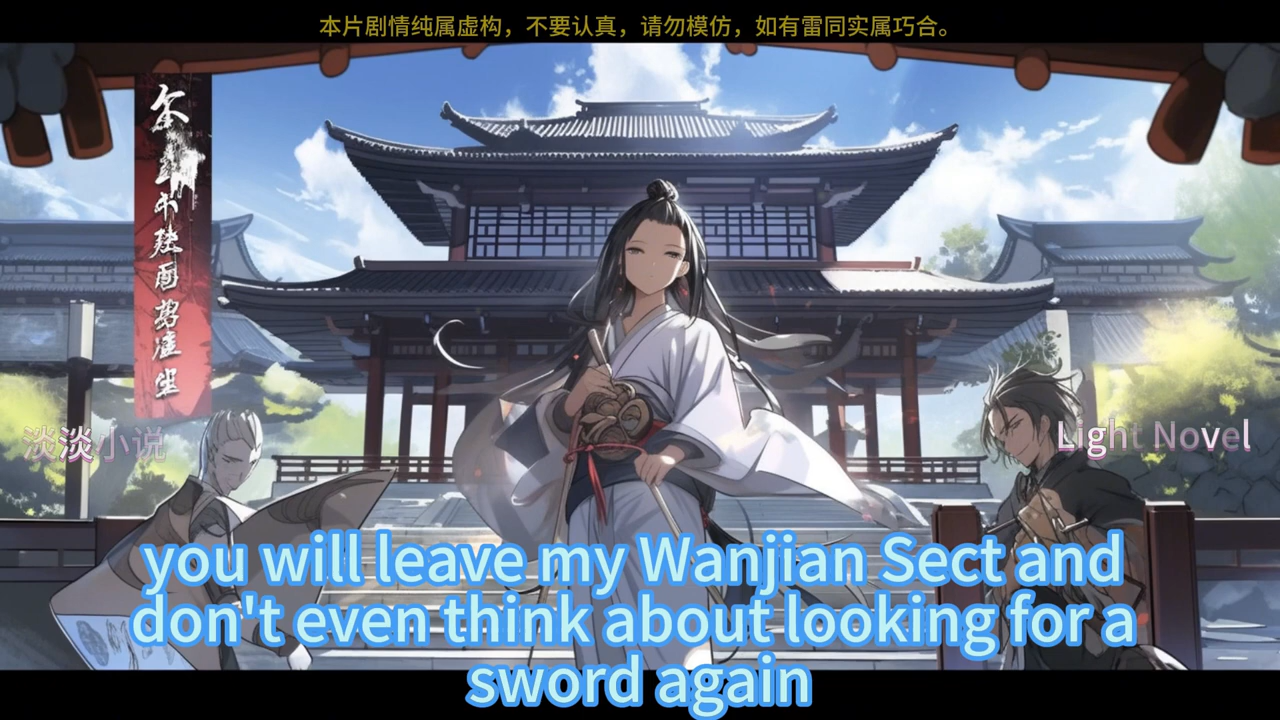 本片剧情纯属虚构，不要认真，请勿模仿，如有雷同实属巧合。
淡淡小说
Light Novel
you will leave my Wanjian Sect and
don't even think about looking for a
sword again